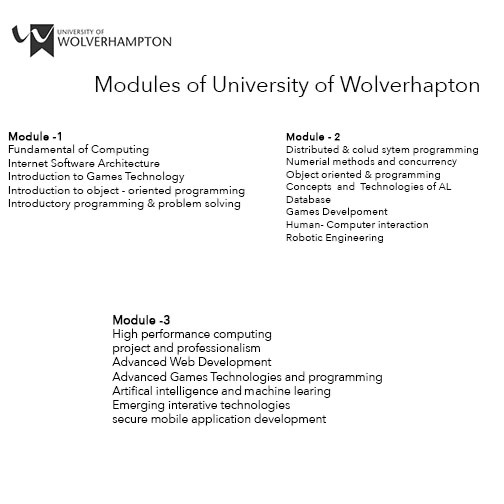 UNIVERSITY OF
WOLVERHAMPTON
Modules of University of Wolverhapton
Module -1
Fundamental of Computing
Internet Software Architecture
Introduction to Games Technology
Introduction to object - oriented programming
Introductory programming & problem solving
Module - 2
Distributed & colud sytem programming
Numerial methods and concurrency
Object oriented & programming
Concepts and Technologies of AL
Database
Games Develpoment
Human- Computer interaction
Robotic Engineering
Module -3
High performance computing
project and professionalism
Advanced Web Development
Advanced Games Technologies and programming
Artifical intelligence and machine learing
Emerging interative technologies
secure mobile application development